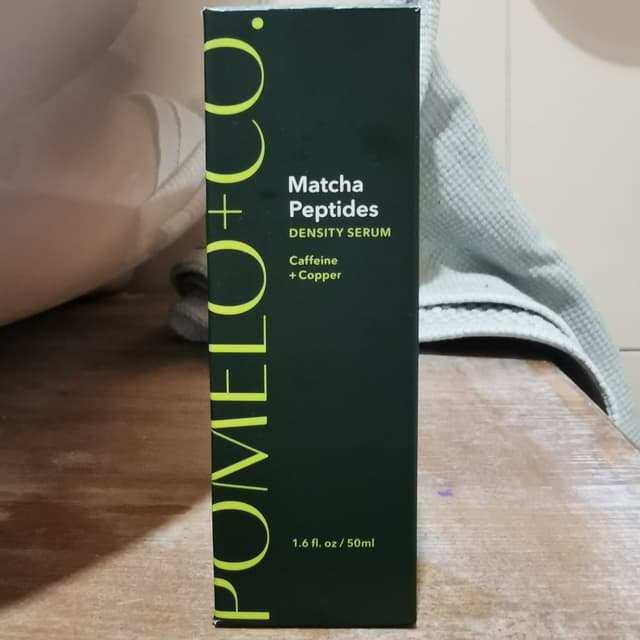 POMELO+CO.
Matcha
Peptides
DENSITY SERUM
Caffeine
+ Copper
1.6 fl. oz / 50ml